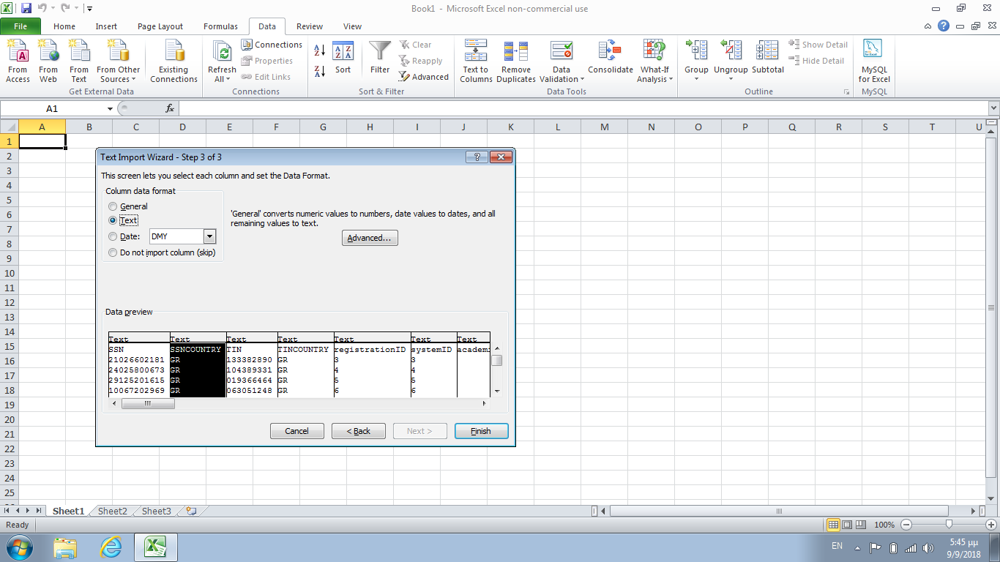 Book1 - Microsoft Excel non-commercial use
File Home Insert Page Layout Formulas Data Review View
From Access
From Web
From Text
From Other Sources
Existing Connections
Get External Data
Refresh All
Connections
Properties
Edit Links
Connections
Sort
Filter
Clear
Reapply
Advanced
Sort & Filter
Text to Columns
Remove Duplicates
Data Validation
Consolidate
What-If Analysis
Data Tools
Group
Ungroup
Subtotal
Show Detail
Hide Detail
Outline
MySQL for Excel
MySQL
A1 fx
A B C D E F G H I J K L M N O P Q R S T U
1
2
3
4
5
6
7
8
9
10
11
12
13
14
15
16
17
18
19
20
21
22
23
24
25
Text Import Wizard - Step 3 of 3
This screen lets you select each column and set the Data Format.
Column data format
General
Text
Date: DMY
Do not import column (skip)
'General' converts numeric values to numbers, date values to dates, and all
remaining values to text.
Advanced...
Data preview
Text Text Text Text Text Text Text
SSN SSNCOUNTRY TIN TINCOUNTRY registrationID systemID academi
21026602181 GR 133382890 GR 3 3
24025800673 GR 104389331 GR 4 4
29125201615 GR 019366464 GR 5 5
10067202969 GR 063051248 GR 6 6
Cancel < Back Next > Finish
Sheet1 Sheet2 Sheet3
Ready 100%
EN 5:45 μμ
9/9/2018